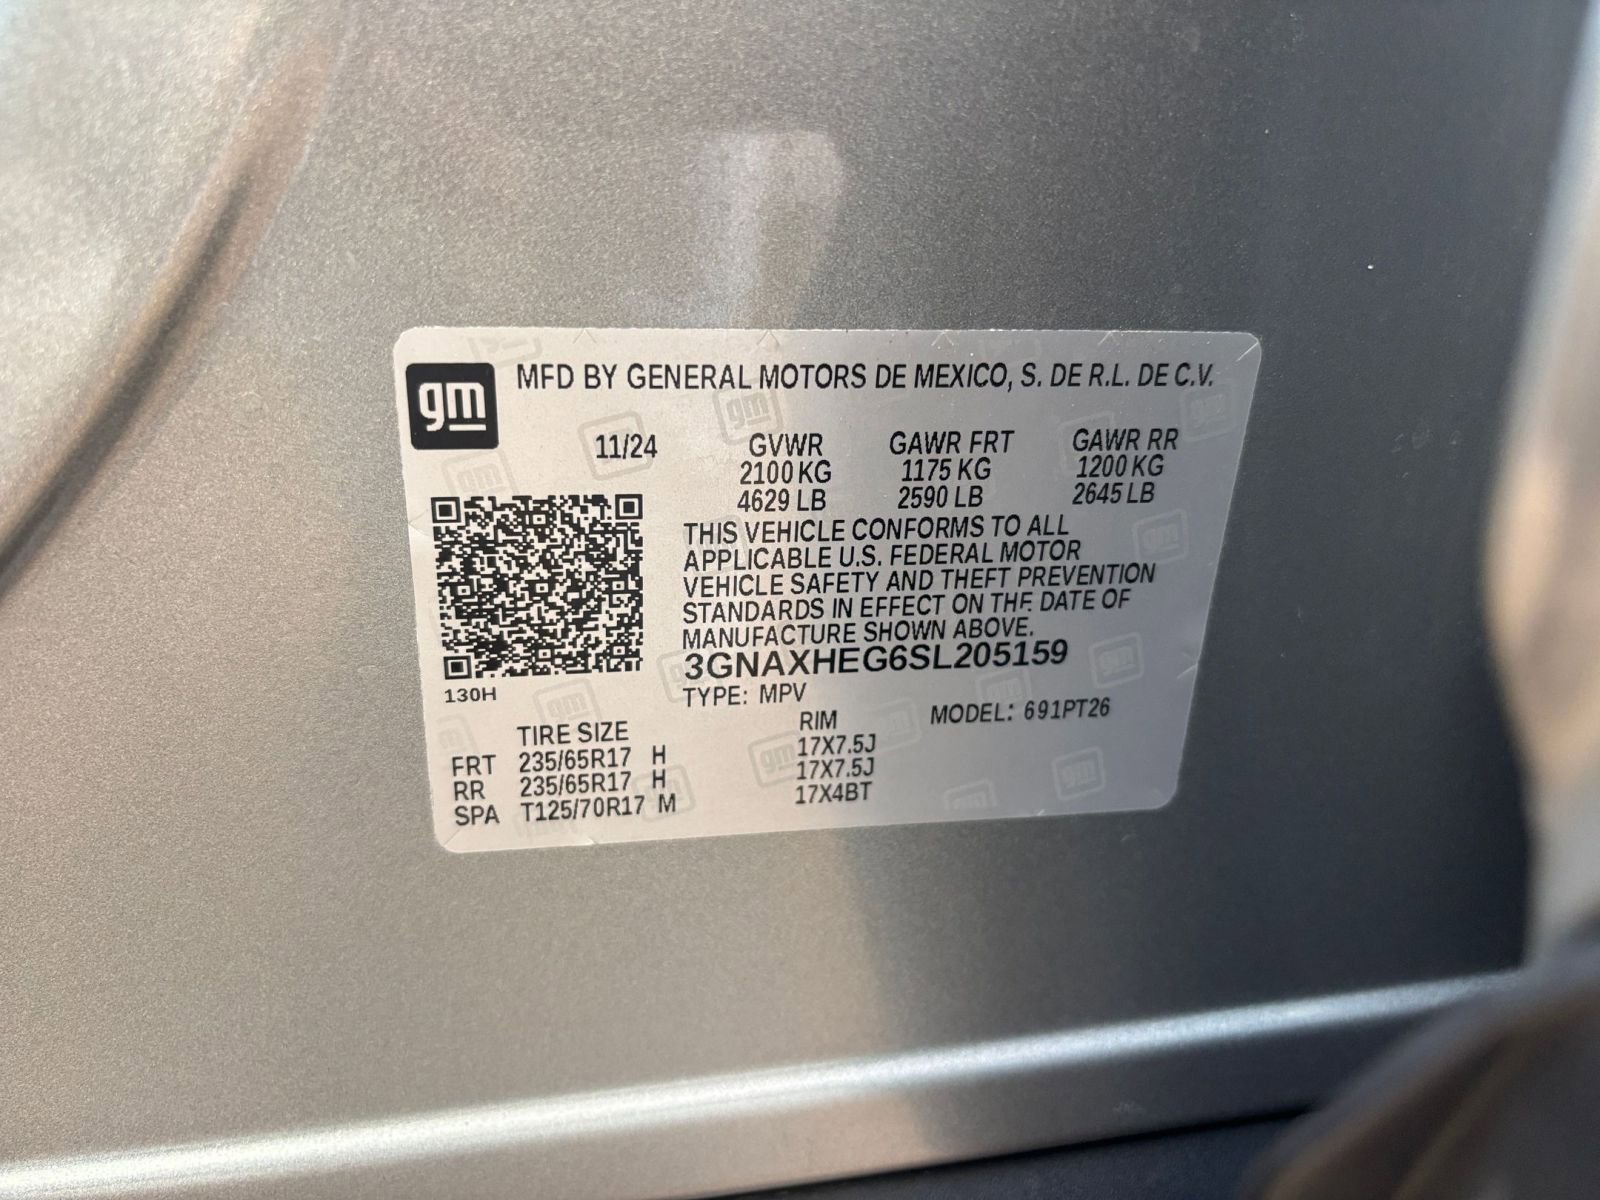 gm MFD BY GENERAL MOTORS DE MEXICO, S. DE R.L. DE C.V.
11/24 GVWR GAWR FRT GAWR RR
2100 KG 1175 KG 1200 KG
4629 LB 2590 LB 2645 LB
THIS VEHICLE CONFORMS TO ALL
APPLICABLE U.S. FEDERAL MOTOR
VEHICLE SAFETY AND THEFT PREVENTION
STANDARDS IN EFFECT ON THE DATE OF
MANUFACTURE SHOWN ABOVE.
3GNAXHEG6SL205159
130H TYPE: MPV
MODEL: 691PT26
TIRE SIZE RIM
FRT 235/65R17 H 17X7.5J
RR 235/65R17 H 17X7.5J
SPA T125/70R17 M 17X4BT